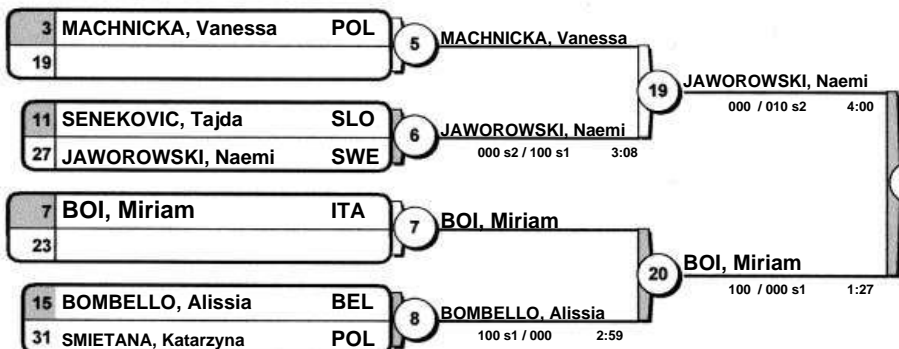 3 MACHNICKA, Vanessa POL
19
5
MACHNICKA, Vanessa
11 SENEKOVIC, Tajda SLO
27 JAWOROWSKI, Naemi SWE
6
JAWOROWSKI, Naemi
000 s2 / 100 s1 3:08
19
JAWOROWSKI, Naemi
000 / 010 s2 4:00
7 BOI, Miriam ITA
23
7
BOI, Miriam
15 BOMBELLO, Alissia BEL
31 SMIETANA, Katarzyna POL
8
BOMBELLO, Alissia
100 s1 / 000 2:59
20
BOI, Miriam
100 / 000 s1 1:27